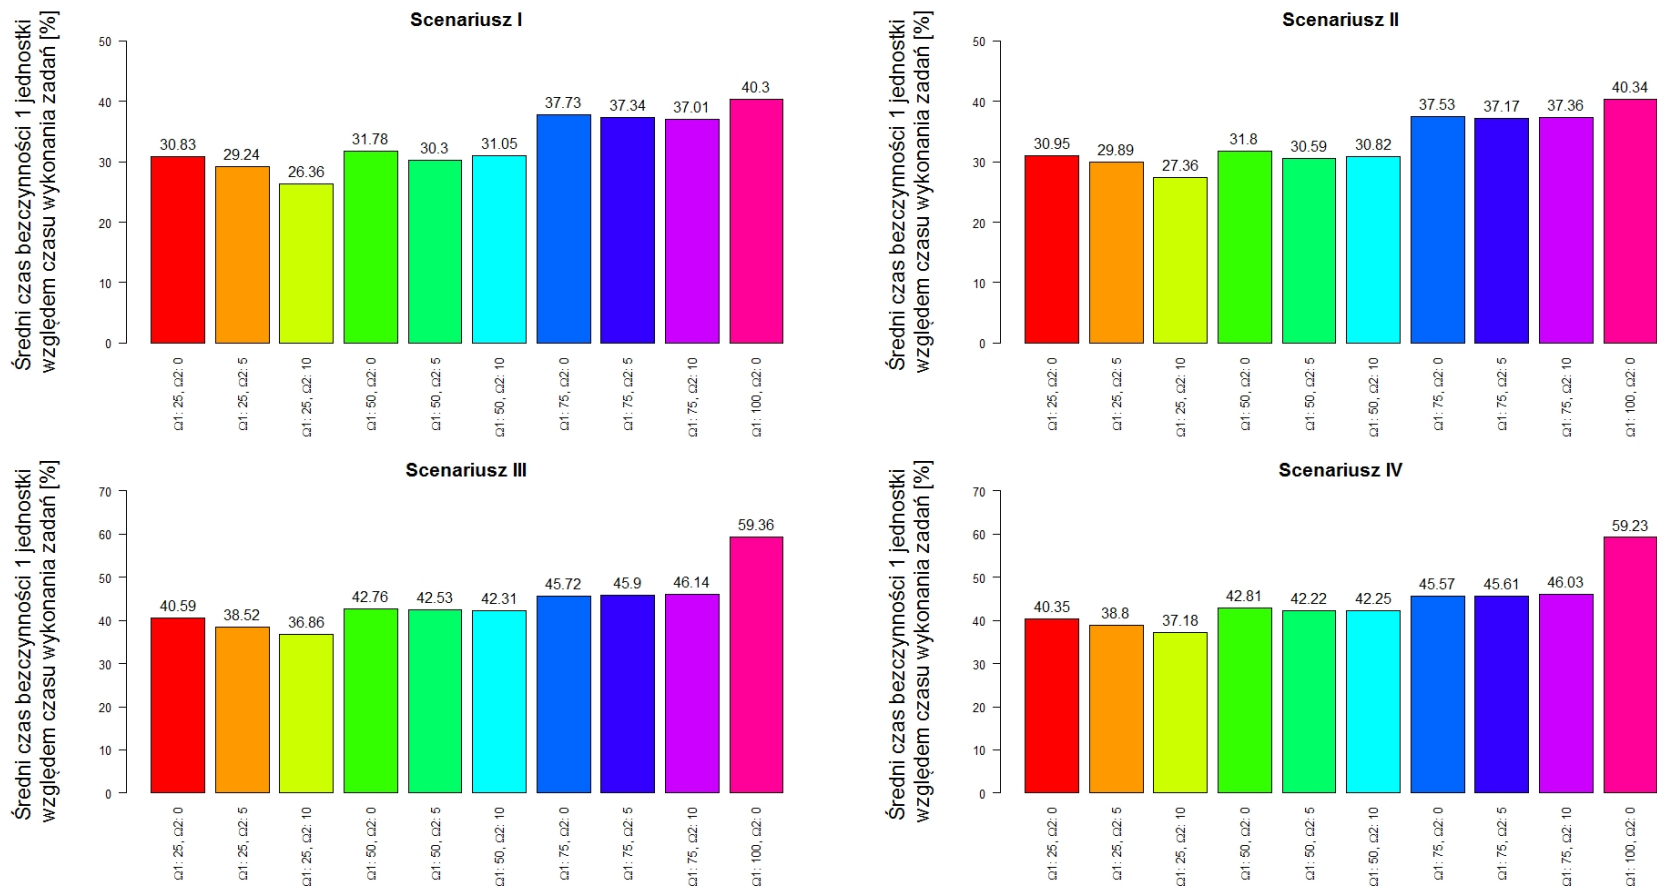 Scenariusz I
Średni czas bezczynności 1 jednostki
względem czasu wykonania zadań [%]
50
40
30
20
10
0
30.83
29.24
26.36
31.78
30.3
31.05
37.73
37.34
37.01
40.3
Ω1: 25, Ω2: 0
Ω1: 25, Ω2: 5
Ω1: 25, Ω2: 10
Ω1: 50, Ω2: 0
Ω1: 50, Ω2: 5
Ω1: 50, Ω2: 10
Ω1: 75, Ω2: 0
Ω1: 75, Ω2: 5
Ω1: 75, Ω2: 10
Ω1: 100, Ω2: 0
Scenariusz II
Średni czas bezczynności 1 jednostki
względem czasu wykonania zadań [%]
50
40
30
20
10
0
30.95
29.89
27.36
31.8
30.59
30.82
37.53
37.17
37.36
40.34
Ω1: 25, Ω2: 0
Ω1: 25, Ω2: 5
Ω1: 25, Ω2: 10
Ω1: 50, Ω2: 0
Ω1: 50, Ω2: 5
Ω1: 50, Ω2: 10
Ω1: 75, Ω2: 0
Ω1: 75, Ω2: 5
Ω1: 75, Ω2: 10
Ω1: 100, Ω2: 0
Scenariusz III
Średni czas bezczynności 1 jednostki
względem czasu wykonania zadań [%]
70
60
50
40
30
20
10
0
40.59
38.52
36.86
42.76
42.53
42.31
45.72
45.9
46.14
59.36
Ω1: 25, Ω2: 0
Ω1: 25, Ω2: 5
Ω1: 25, Ω2: 10
Ω1: 50, Ω2: 0
Ω1: 50, Ω2: 5
Ω1: 50, Ω2: 10
Ω1: 75, Ω2: 0
Ω1: 75, Ω2: 5
Ω1: 75, Ω2: 10
Ω1: 100, Ω2: 0
Scenariusz IV
Średni czas bezczynności 1 jednostki
względem czasu wykonania zadań [%]
70
60
50
40
30
20
10
0
40.35
38.8
37.18
42.81
42.22
42.25
45.57
45.61
46.03
59.23
Ω1: 25, Ω2: 0
Ω1: 25, Ω2: 5
Ω1: 25, Ω2: 10
Ω1: 50, Ω2: 0
Ω1: 50, Ω2: 5
Ω1: 50, Ω2: 10
Ω1: 75, Ω2: 0
Ω1: 75, Ω2: 5
Ω1: 75, Ω2: 10
Ω1: 100, Ω2: 0